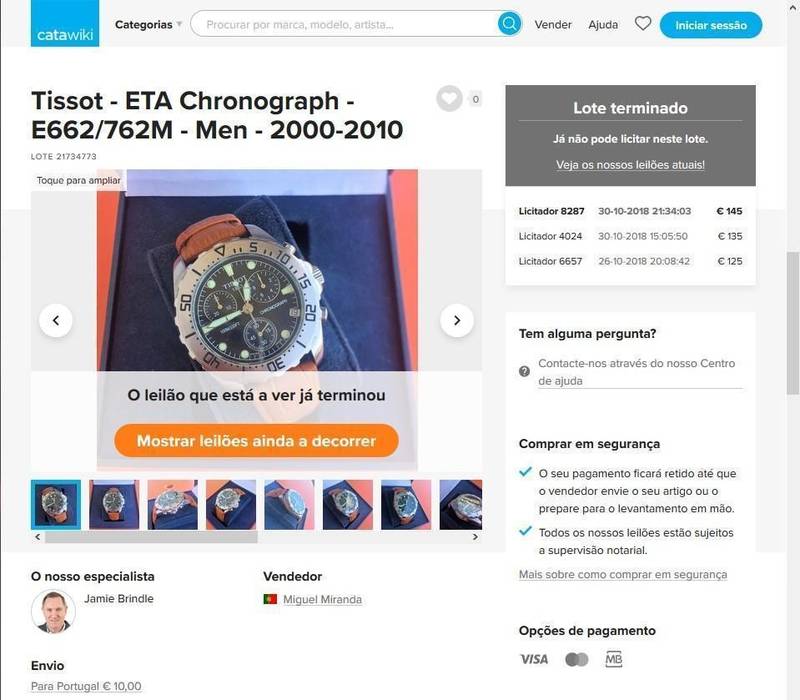 catawiki
Categorias
Procurar por marca, modelo, artista...
Vender
Ajuda
Iniciar sessão
Tissot - ETA Chronograph -
E662/762M - Men - 2000-2010
0
LOTE 21734773
Toque para ampliar
Lote terminado
Já não pode licitar neste lote.
Veja os nossos leilões atuais!
Licitador 8287 30-10-2018 21:34:03 € 145
Licitador 4024 30-10-2018 15:05:50 € 135
Licitador 6657 26-10-2018 20:08:42 € 125
TISSOT
CHRONOGRAPH
5
10
20
40
50
O leilão que está a ver já terminou
Mostrar leilões ainda a decorrer
Tem alguma pergunta?
Contacte-nos através do nosso Centro
de ajuda
Comprar em segurança
O seu pagamento ficará retido até que
o vendedor envie o seu artigo ou o
prepare para o levantamento em mão.
Todos os nossos leilões estão sujeitos
a supervisão notarial.
Mais sobre como comprar em segurança
O nosso especialista
Jamie Brindle
Vendedor
Miguel Miranda
Opções de pagamento
VISA
MB
Envio
Para Portugal € 10,00